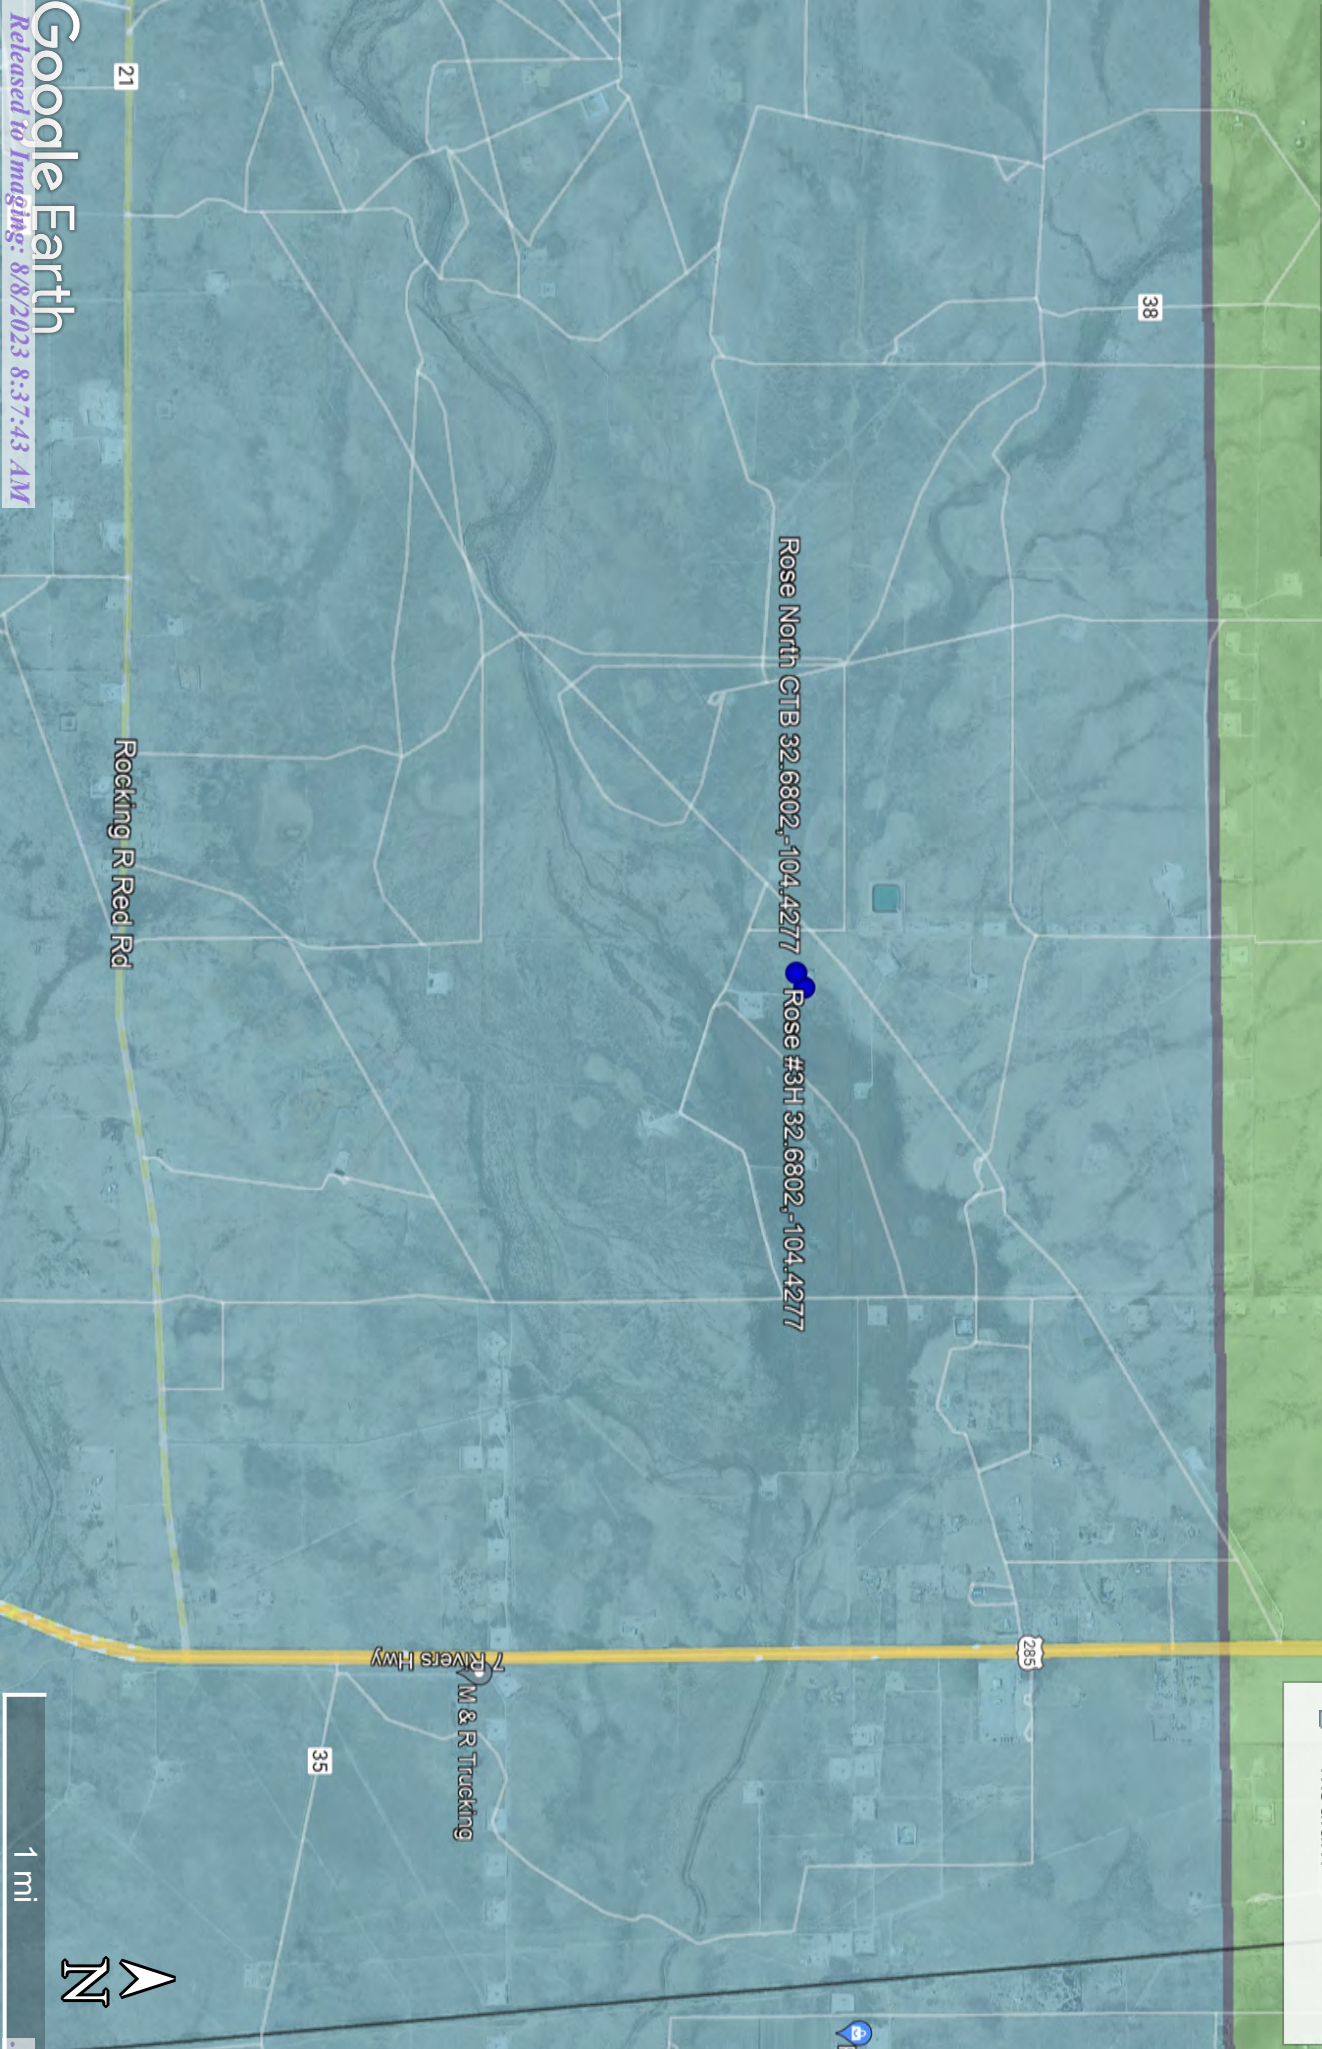 38
285
Rose North CTB 32.6802,-104.4277
Rose #3H 32.6802,-104.4277
7 Rivers Hwy
M & R Trucking
35
21
Rocking R Red Rd
Google Earth
1 mi
N
Released to Imaging: 8/8/2023 8:37:43 AM